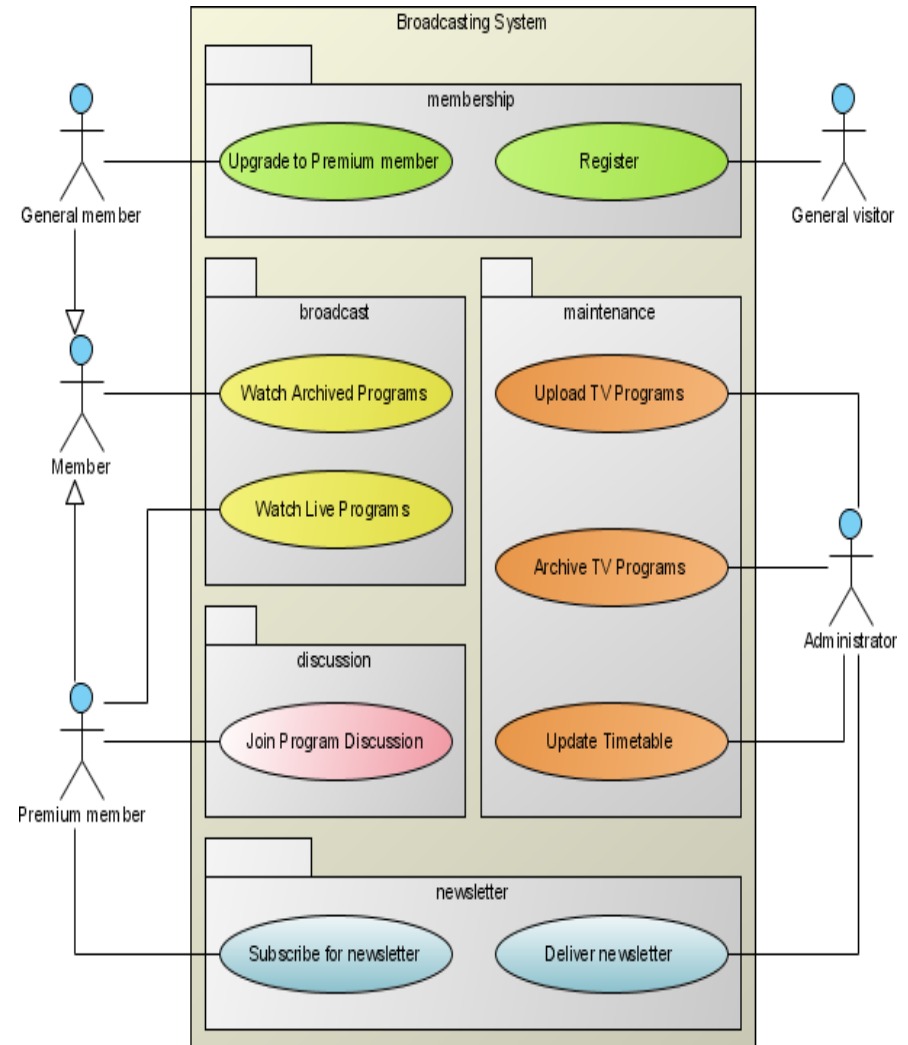 Broadcasting System
membership
Upgrade to Premium member
Register
General member
General visitor
broadcast
maintenance
Watch Archived Programs
Upload TV Programs
Member
Watch Live Programs
Archive TV Programs
Administrator
discussion
Join Program Discussion
Update Timetable
Premium member
newsletter
Subscribe for newsletter
Deliver newsletter